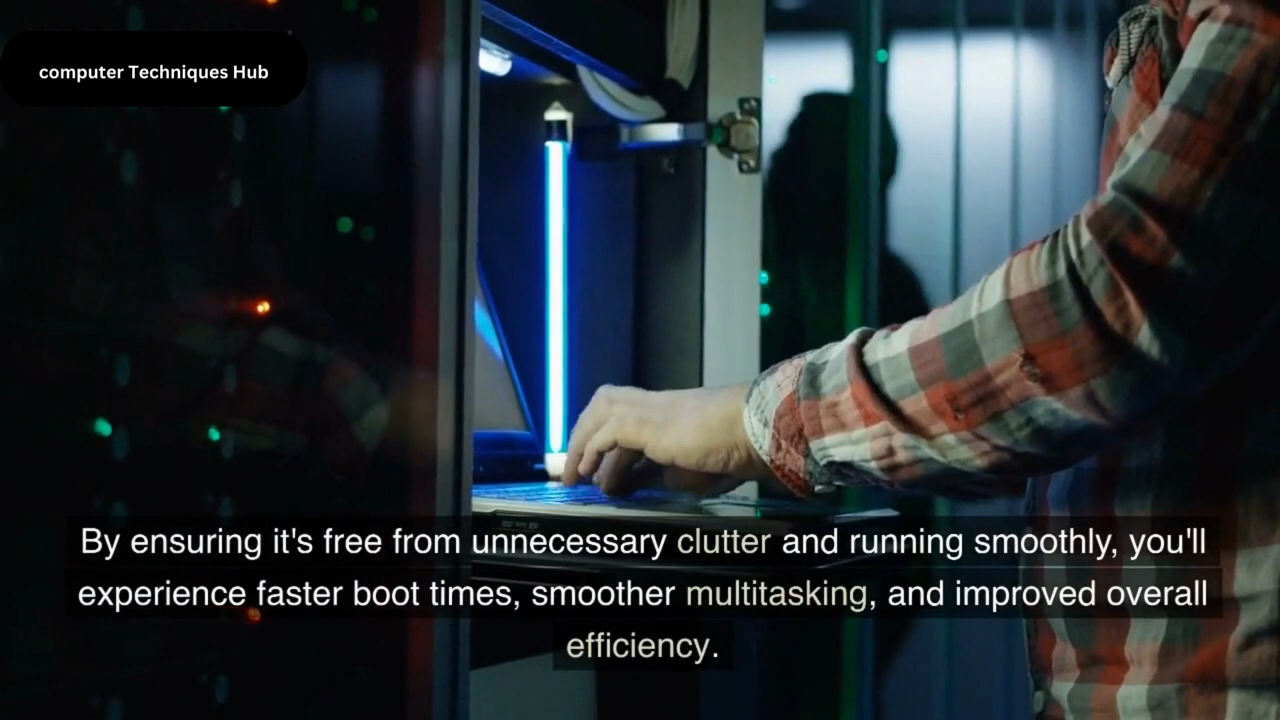 computer Techniques Hub
By ensuring it's free from unnecessary clutter and running smoothly, you'll
experience faster boot times, smoother multitasking, and improved overall
efficiency.